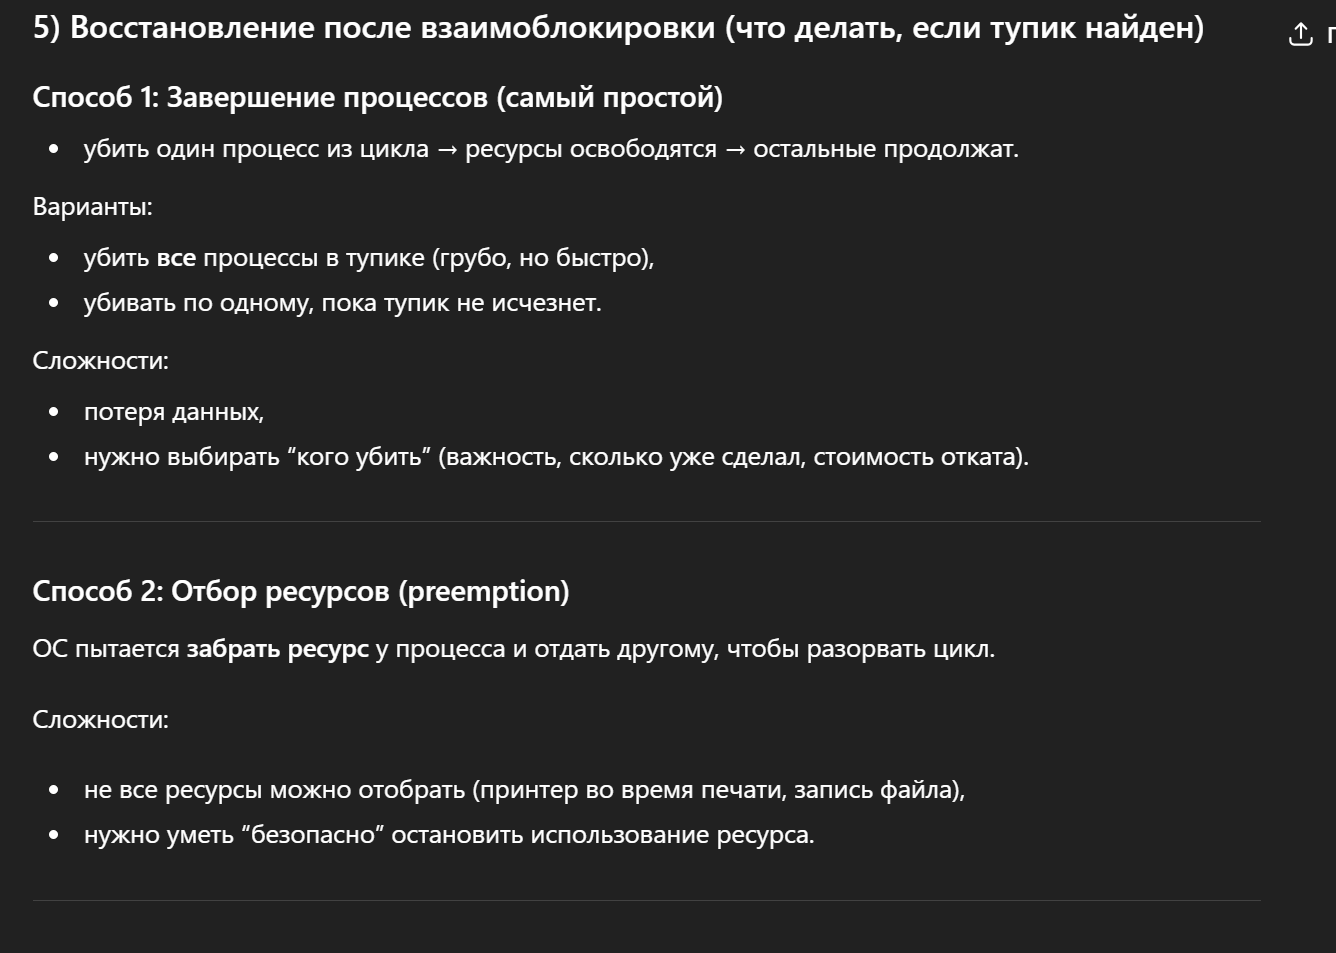 5) Восстановление после взаимоблокировки (что делать, если тупик найден)
Способ 1: Завершение процессов (самый простой)
• убить один процесс из цикла → ресурсы освободятся → остальные продолжат.
Варианты:
• убить все процессы в тупике (грубо, но быстро),
• убивать по одному, пока тупик не исчезнет.
Сложности:
• потеря данных,
• нужно выбирать “кого убить” (важность, сколько уже сделал, стоимость отката).
Способ 2: Отбор ресурсов (preemption)
ОС пытается забрать ресурс у процесса и отдать другому, чтобы разорвать цикл.
Сложности:
• не все ресурсы можно отобрать (принтер во время печати, запись файла),
• нужно уметь “безопасно” остановить использование ресурса.